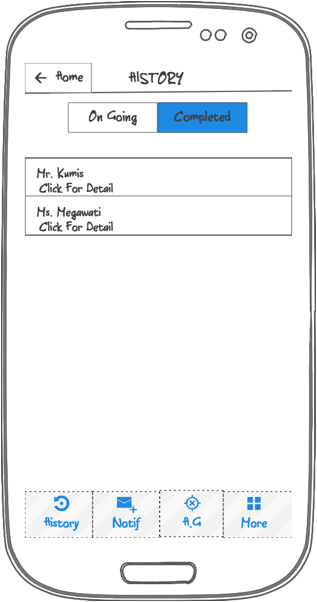 Home
HISTORY
On Going
Completed
Mr. Kumis
Click For Detail
Ms. Megawati
Click For Detail
History
Notif
A.G
More